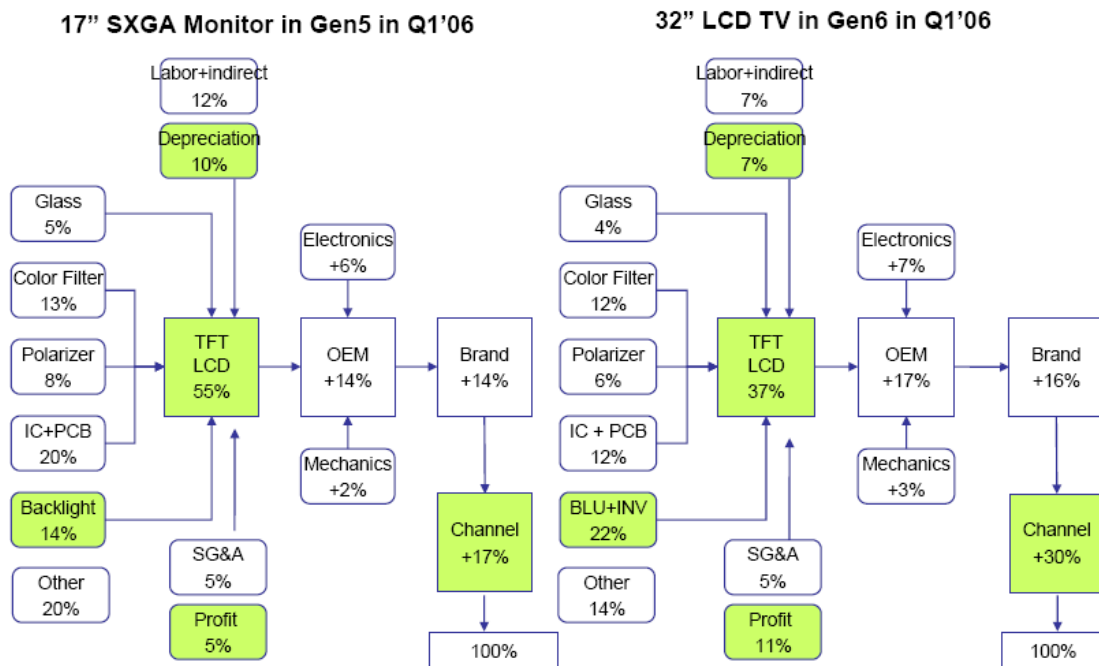 17” SXGA Monitor in Gen5 in Q1’06
Labor+indirect
12%
Depreciation
10%
Glass
5%
Color Filter
13%
Polarizer
8%
IC+PCB
20%
Backlight
14%
Other
20%
TFT
LCD
55%
SG&A
5%
Profit
5%
Electronics
+6%
OEM
+14%
Mechanics
+2%
Brand
+14%
Channel
+17%
100%
32” LCD TV in Gen6 in Q1’06
Labor+indirect
7%
Depreciation
7%
Glass
4%
Color Filter
12%
Polarizer
6%
IC + PCB
12%
BLU+INV
22%
Other
14%
TFT
LCD
37%
SG&A
5%
Profit
11%
Electronics
+7%
OEM
+17%
Mechanics
+3%
Brand
+16%
Channel
+30%
100%